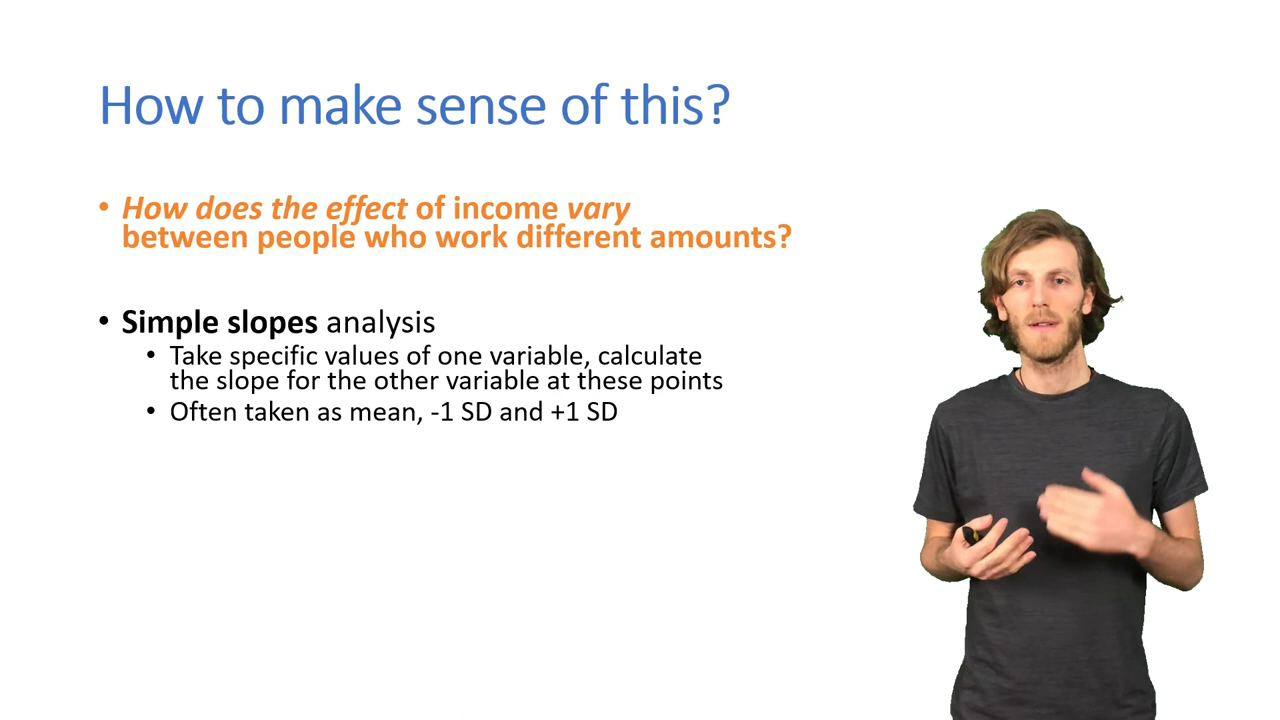 How to make sense of this?
• How does the effect of income vary
between people who work different amounts?
• Simple slopes analysis
• Take specific values of one variable, calculate
the slope for the other variable at these points
• Often taken as mean, -1 SD and +1 SD